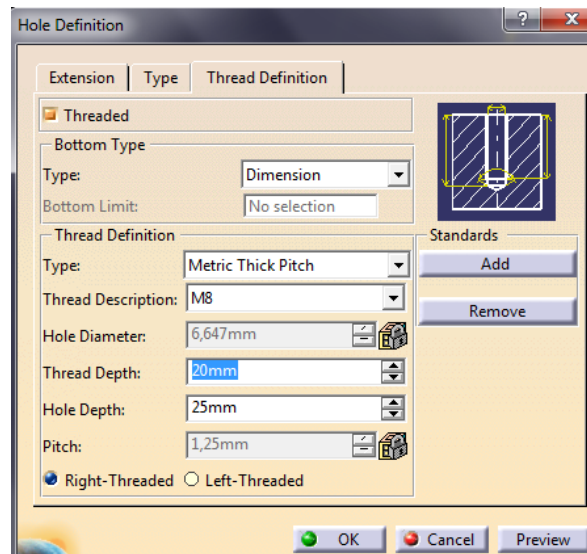 Hole Definition
Extension Type Thread Definition
Threaded
Bottom Type
Type: Dimension
Bottom Limit: No selection
Thread Definition
Type: Metric Thick Pitch
Thread Description: M8
Hole Diameter: 6,647mm
Thread Depth: 20mm
Hole Depth: 25mm
Pitch: 1,25mm
Right-Threaded Left-Threaded
Standards
Add
Remove
OK Cancel Preview